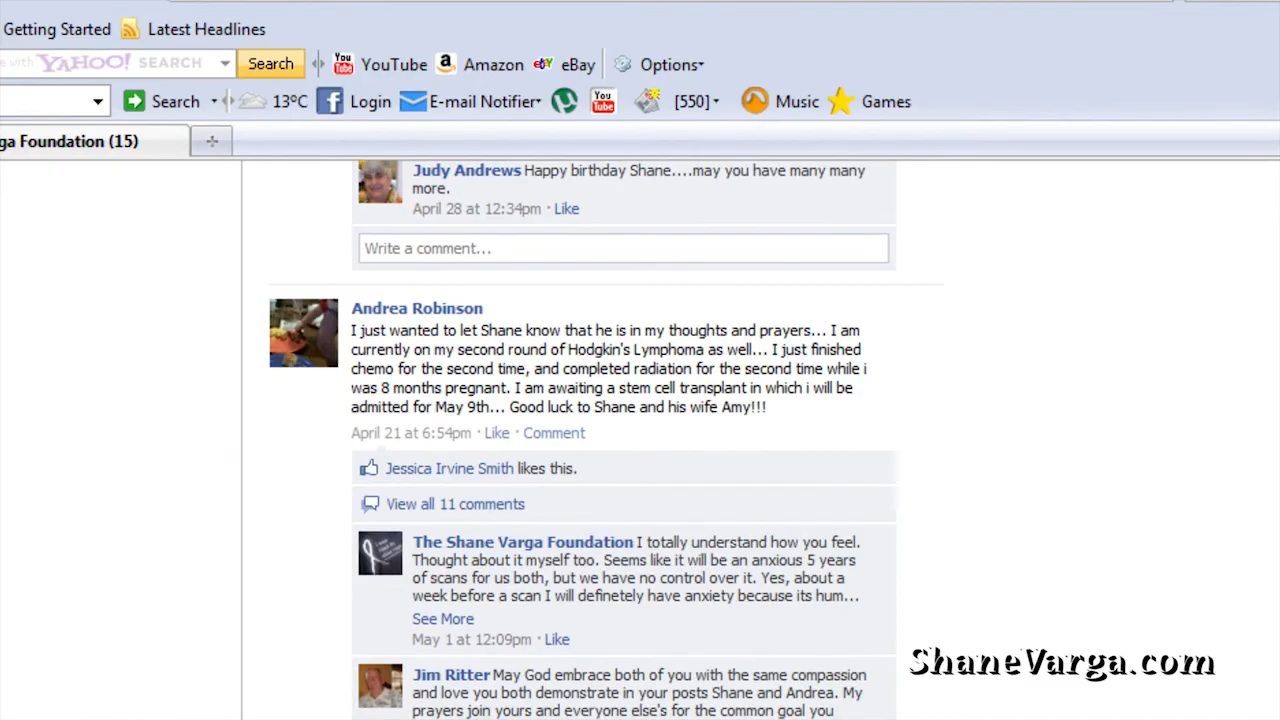 Getting Started Latest Headlines
with YAHOO! SEARCH Search YouTube Amazon eBay Options
Search 13ºC Login E-mail Notifier [550] Music Games
ga Foundation (15)
Judy Andrews Happy birthday Shane....may you have many many
more.
April 28 at 12:34pm · Like
Write a comment...
Andrea Robinson
I just wanted to let Shane know that he is in my thoughts and prayers... I am
currently on my second round of Hodgkin's Lymphoma as well... I just finished
chemo for the second time, and completed radiation for the second time while i
was 8 months pregnant. I am awaiting a stem cell transplant in which i will be
admitted for May 9th... Good luck to Shane and his wife Amy!!!
April 21 at 6:54pm · Like · Comment
Jessica Irvine Smith likes this.
View all 11 comments
The Shane Varga Foundation I totally understand how you feel.
Thought about it myself too. Seems like it will be an anxious 5 years
of scans for us both, but we have no control over it. Yes, about a
week before a scan I will definetely have anxiety because its hum...
See More
May 1 at 12:09pm · Like
ShaneVarga.com
Jim Ritter May God embrace both of you with the same compassion
and love you both demonstrate in your posts Shane and Andrea. My
prayers join yours and everyone else's for the common goal you